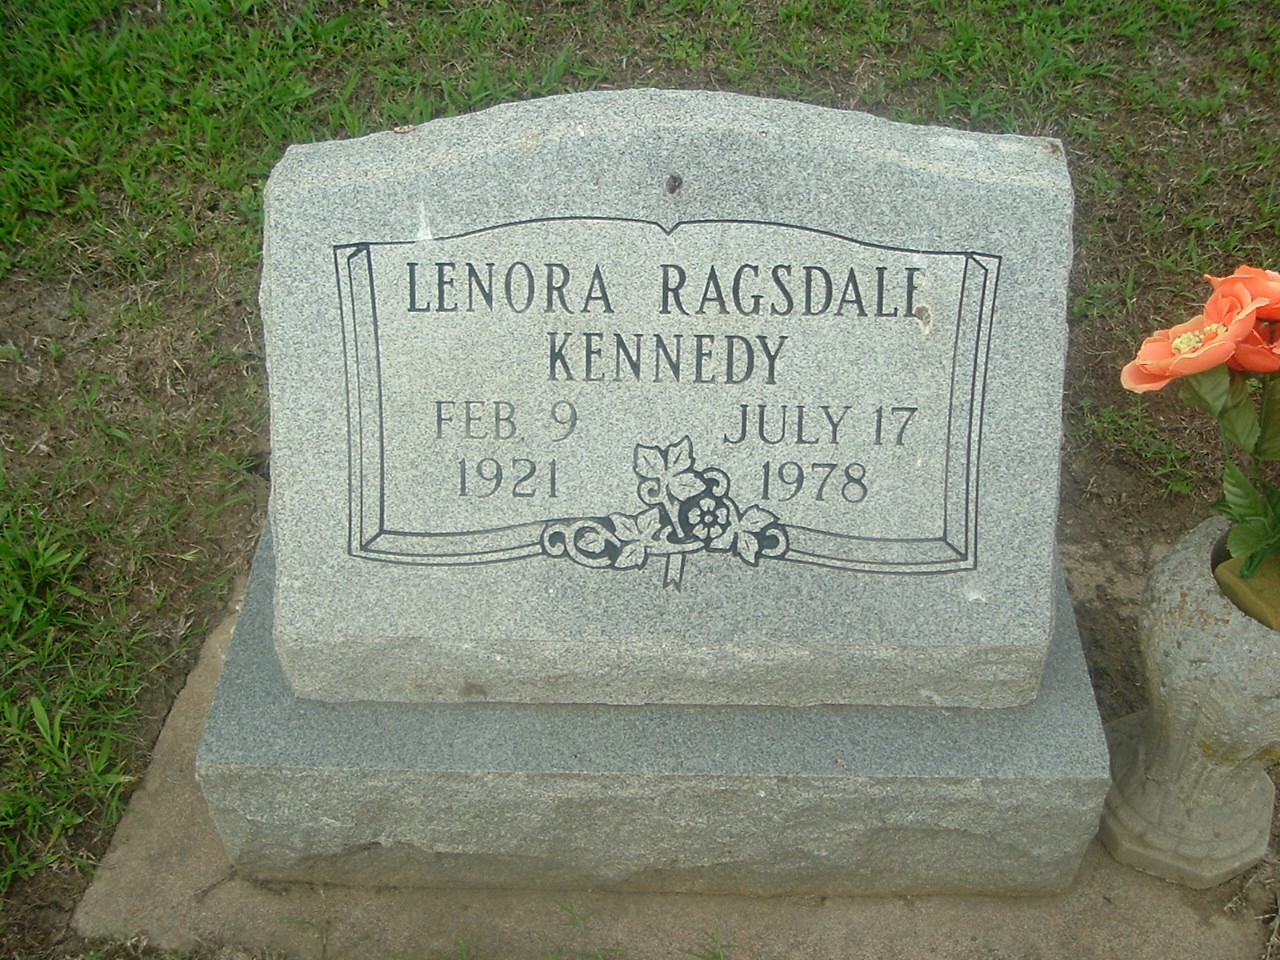 LENORA RAGSDALE
KENNEDY
FEB. 9 JULY 17
1921 1978